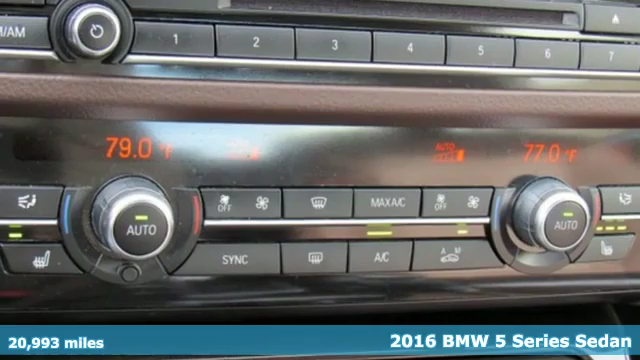 M/AM
1 2 3 4 5 6 7
79.0 °F AUTO 77.0 °F
OFF MAX A/C OFF
AUTO AUTO
SYNC A/C A M
20,993 miles 2016 BMW 5 Series Sedan